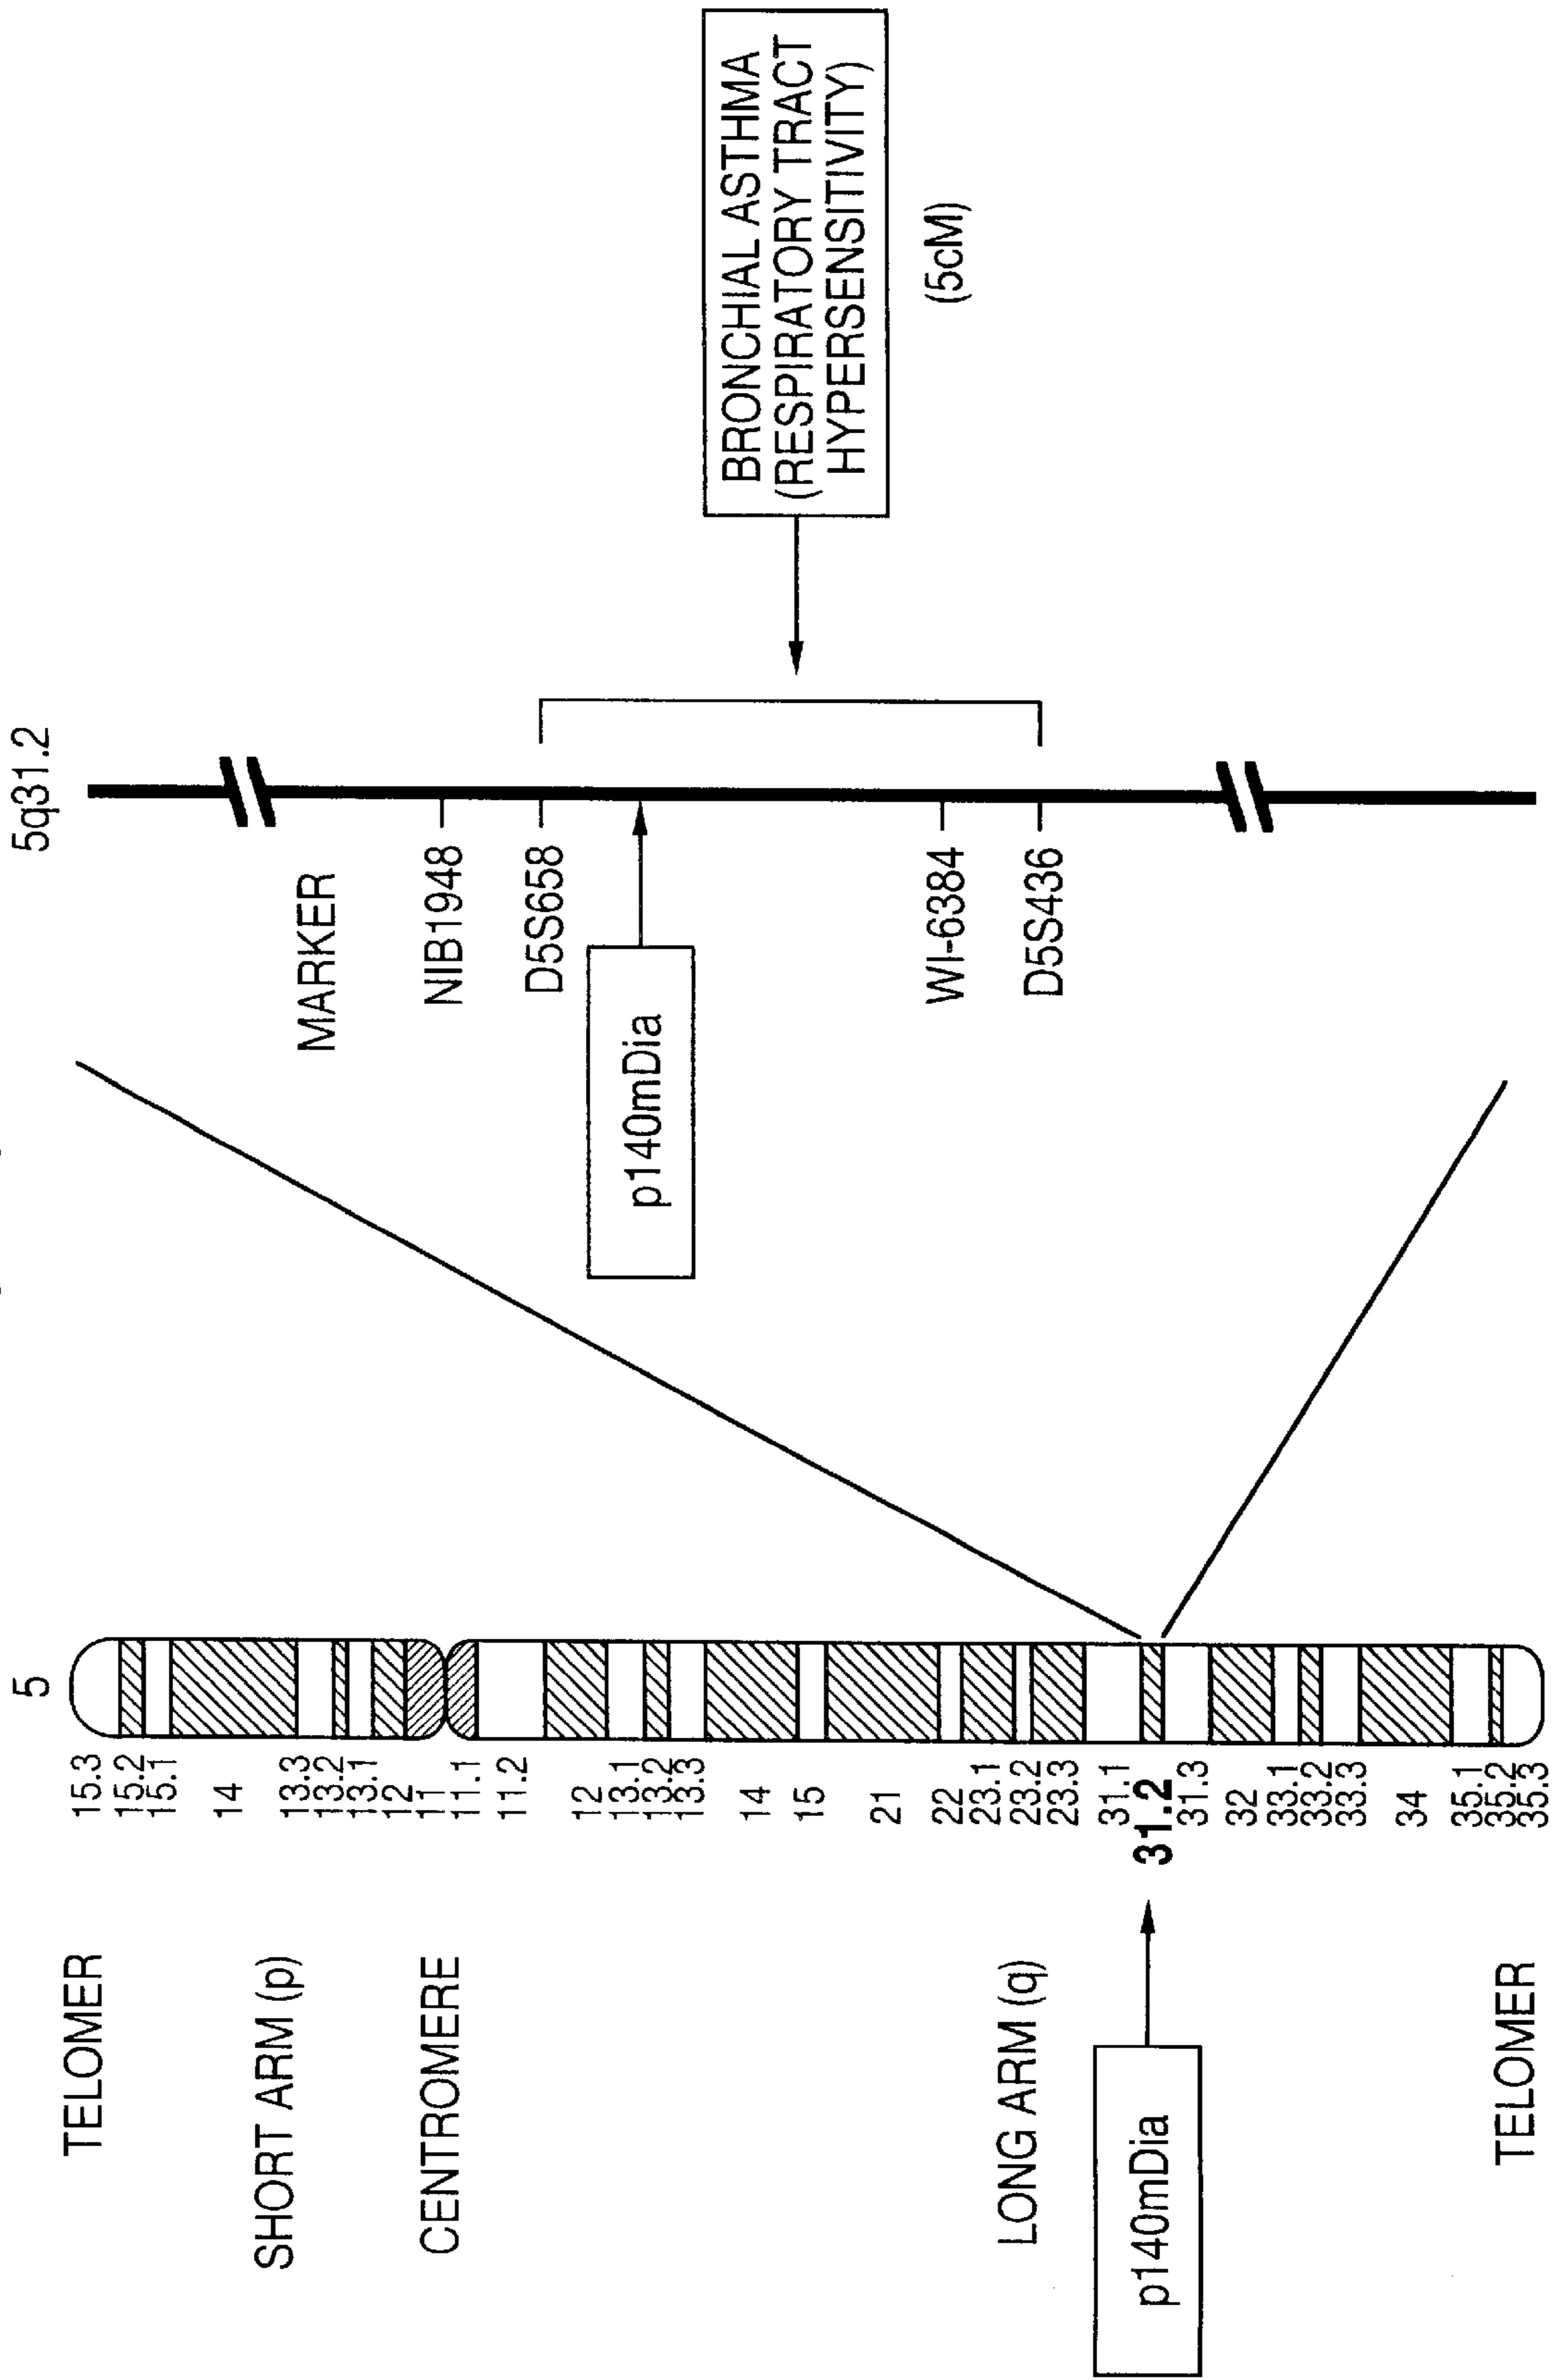 5
5q31.2
TELOMER
SHORT ARM (p)
CENTROMERE
LONG ARM (q)
p140mDia
TELOMER
15.3
15.2
15.1
14
13.3
13.2
13.1
12
11
11.1
11.2
12
13.1
13.2
13.3
14
15
21
22
23.1
23.2
23.3
31.1
31.2
31.3
32
33.1
33.2
33.3
34
35.1
35.2
35.3
MARKER
NIB1948
D5S658
p140mDia
WI-6384
D5S436
BRONCHIAL ASTHMA
(RESPIRATORY TRACT
HYPERSENSITIVITY)
(5cM)